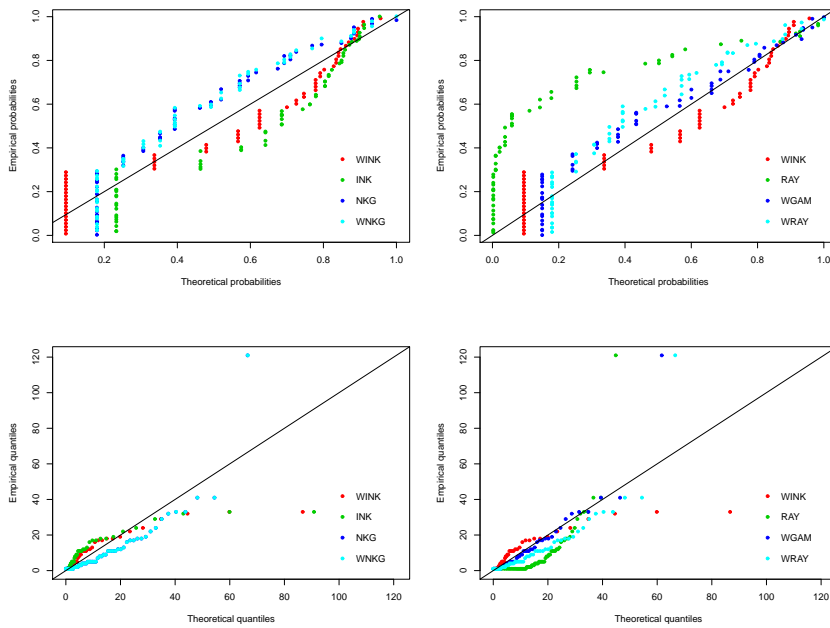 Empirical probabilities
0.0 0.2 0.4 0.6 0.8 1.0
WINK
INK
NKG
WNKG
0.2 0.4 0.6 0.8 1.0
Theoretical probabilities
Empirical probabilities
0.0 0.2 0.4 0.6 0.8 1.0
WINK
RAY
WGAM
WRAY
0.0 0.2 0.4 0.6 0.8 1.0
Theoretical probabilities
Empirical quantiles
0 20 40 60 80 100 120
WINK
INK
NKG
WNKG
0 20 40 60 80 100 120
Theoretical quantiles
Empirical quantiles
0 20 40 60 80 100 120
WINK
RAY
WGAM
WRAY
0 20 40 60 80 100 120
Theoretical quantiles